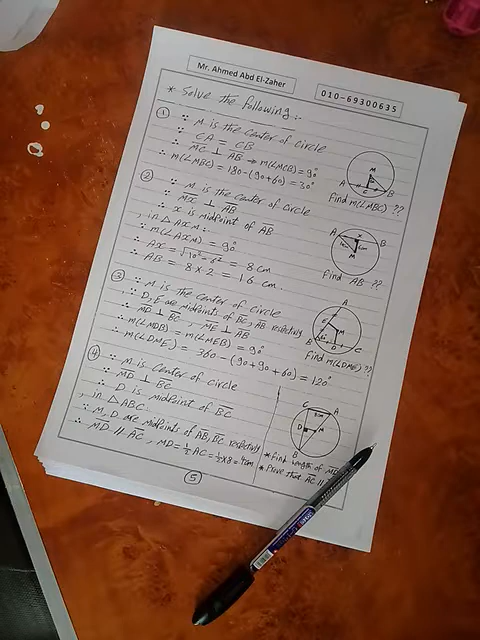 Mr. Ahmed Abd El-Zaher
010-69300635
* Solve the following:-
① ∵ M is the center of circle
∵ CA = CB
∴ MC ⊥ AB → m(∠MCB) = 90°
∴ m(∠MBC) = 180 - (90+60) = 30°
M
A C B
Find m(∠MBC) ??
② ∵ M is the center of circle
∵ MX ⊥ AB
∴ X is midpoint of AB
, in △AXM:
∵ m(∠AXM) = 90°
∴ AX = √10² - 6² = 8 cm
∴ AB = 8 × 2 = 16 cm.
A X B
M
Find AB ??
③ ∵ M is the center of circle
∵ D, E are midpoints of BC, AB respectively
∴ MD ⊥ BC, ME ⊥ AB
∴ m(∠MDB) = m(∠MEB) = 90°
∴ m(∠DME) = 360 - (90+90+60) = 120°
A
E
M
B D C
Find m(∠DME) ??
④ ∵ M is Center of circle
∵ MD ⊥ BC
∴ D is midpoint of BC
, in △ABC:
∵ M, D are midpoints of AB, BC respectively
∴ MD // AC, MD = ½ AC = ½ × 8 = 4cm
C A
D M
B
* Find length of
* Prove that AC //
⑤